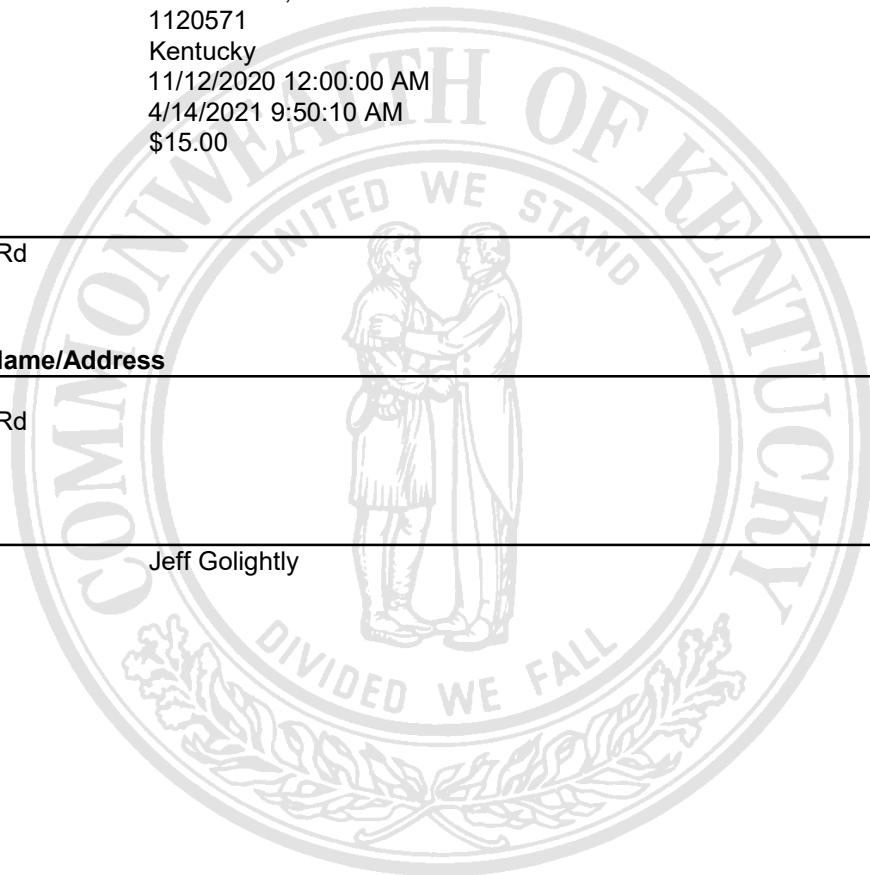 1120571
Kentucky
11/12/2020 12:00:00 AM
4/14/2021 9:50:10 AM
$15.00
Rd
Name/Address
Rd
Jeff Golightly
COMMONWEALTH OF KENTUCKY
UNITED WE STAND
DIVIDED WE FALL